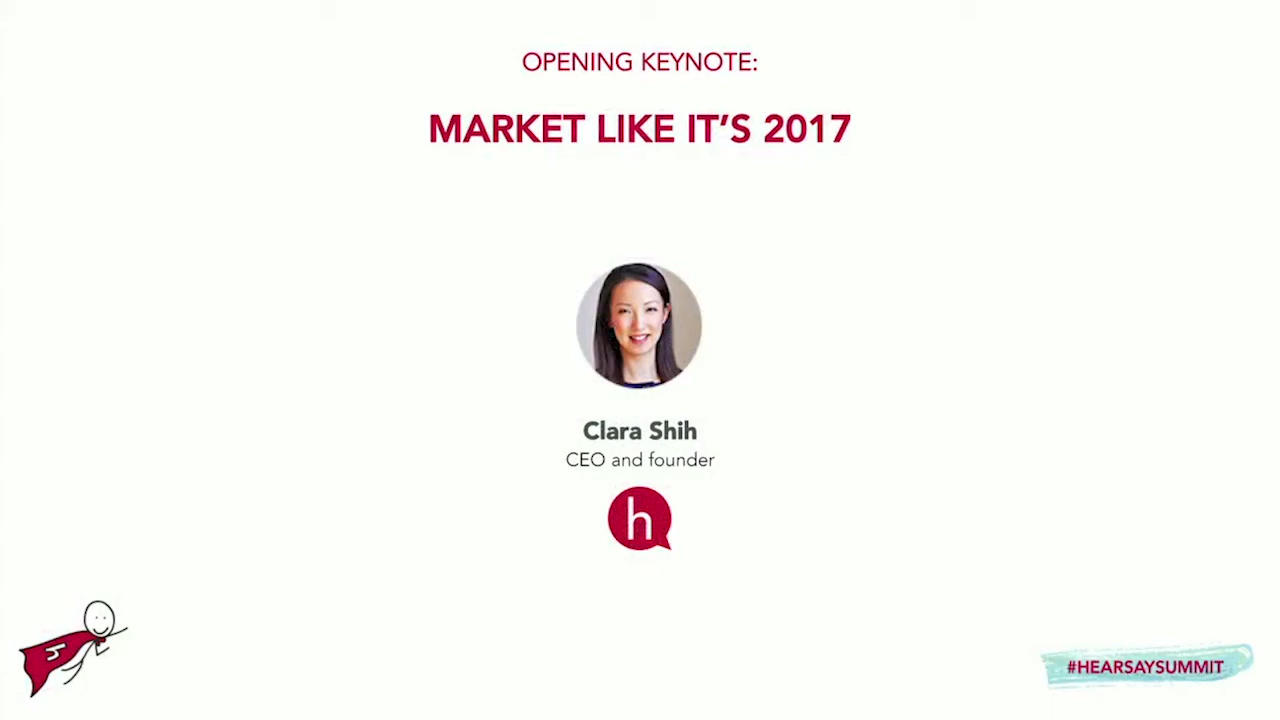 OPENING KEYNOTE:
MARKET LIKE IT’S 2017
Clara Shih
CEO and founder
h
h
#HEARSAYSUMMIT